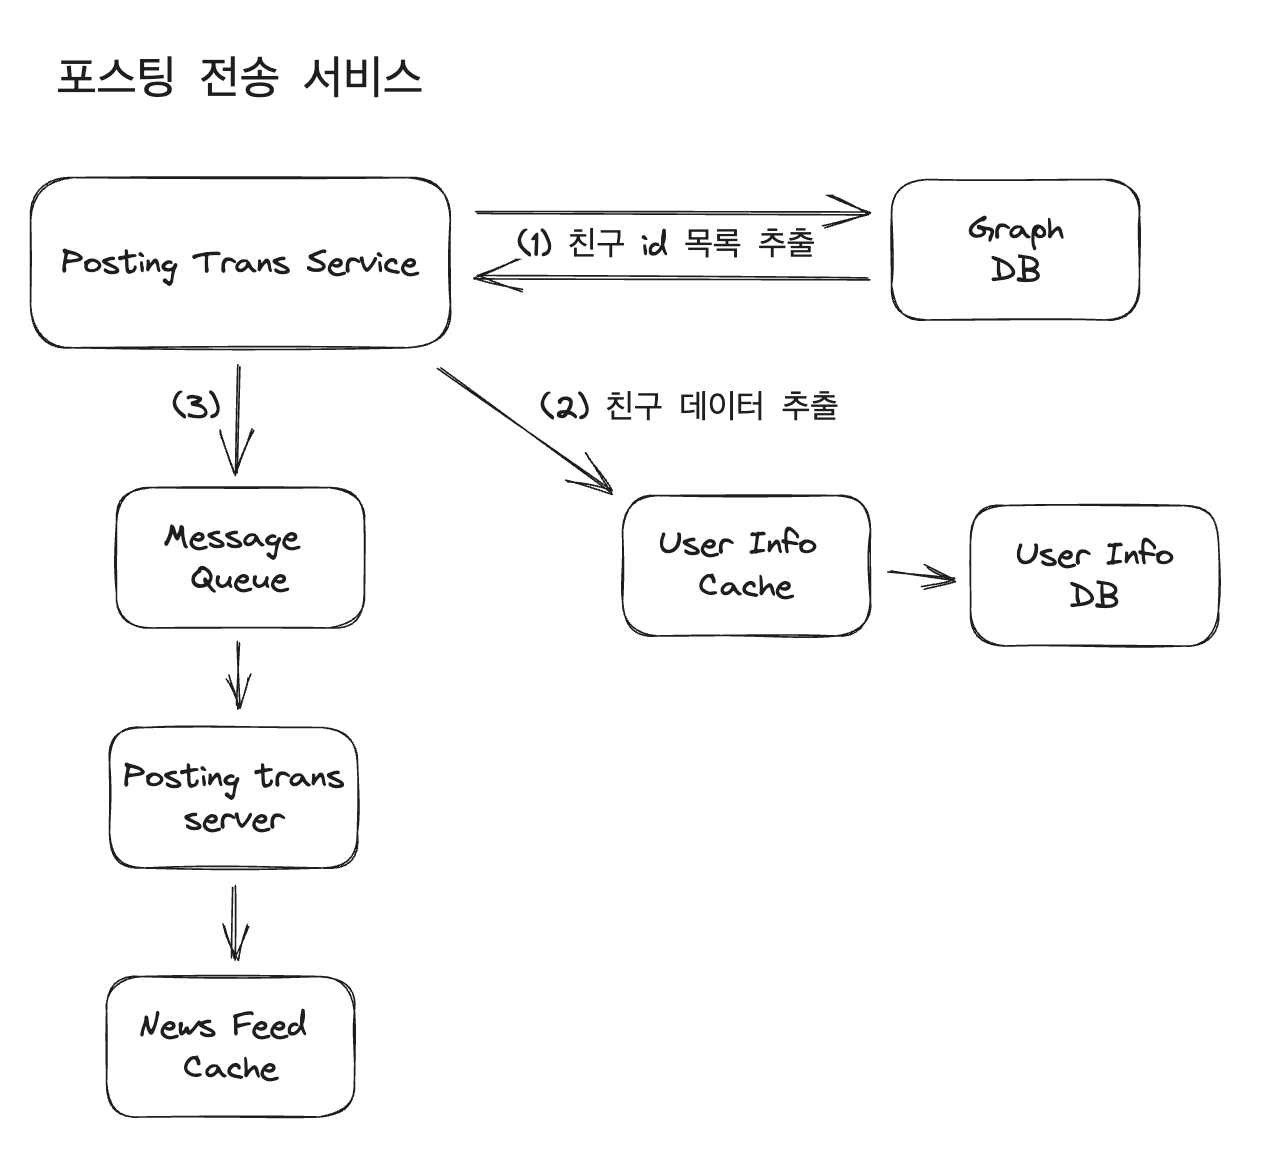 포스팅 전송 서비스
Posting Trans Service
(1) 친구 id 목록 추출
Graph
DB
(3)
(2) 친구 데이터 추출
Message
Queue
User Info
Cache
User Info
DB
Posting trans
server
News Feed
Cache